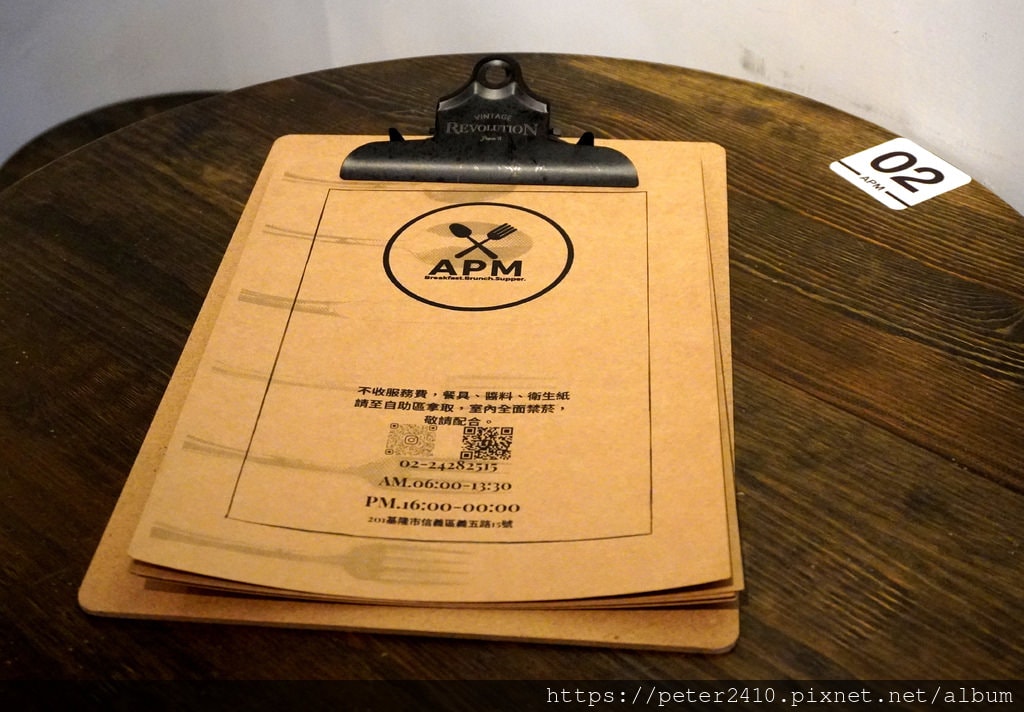 VINTAGE
REVOLUTION
02
APM
APM
Breakfast.Brunch.Supper.
不收服務費，餐具、醬料、衛生紙
請至自助區拿取，室內全面禁菸，
敬請配合。
02-24282515
AM.06:00-13:30
PM.16:00-00:00
201基隆市信義區義五路15號
https://peter2410.pixnet.net/album